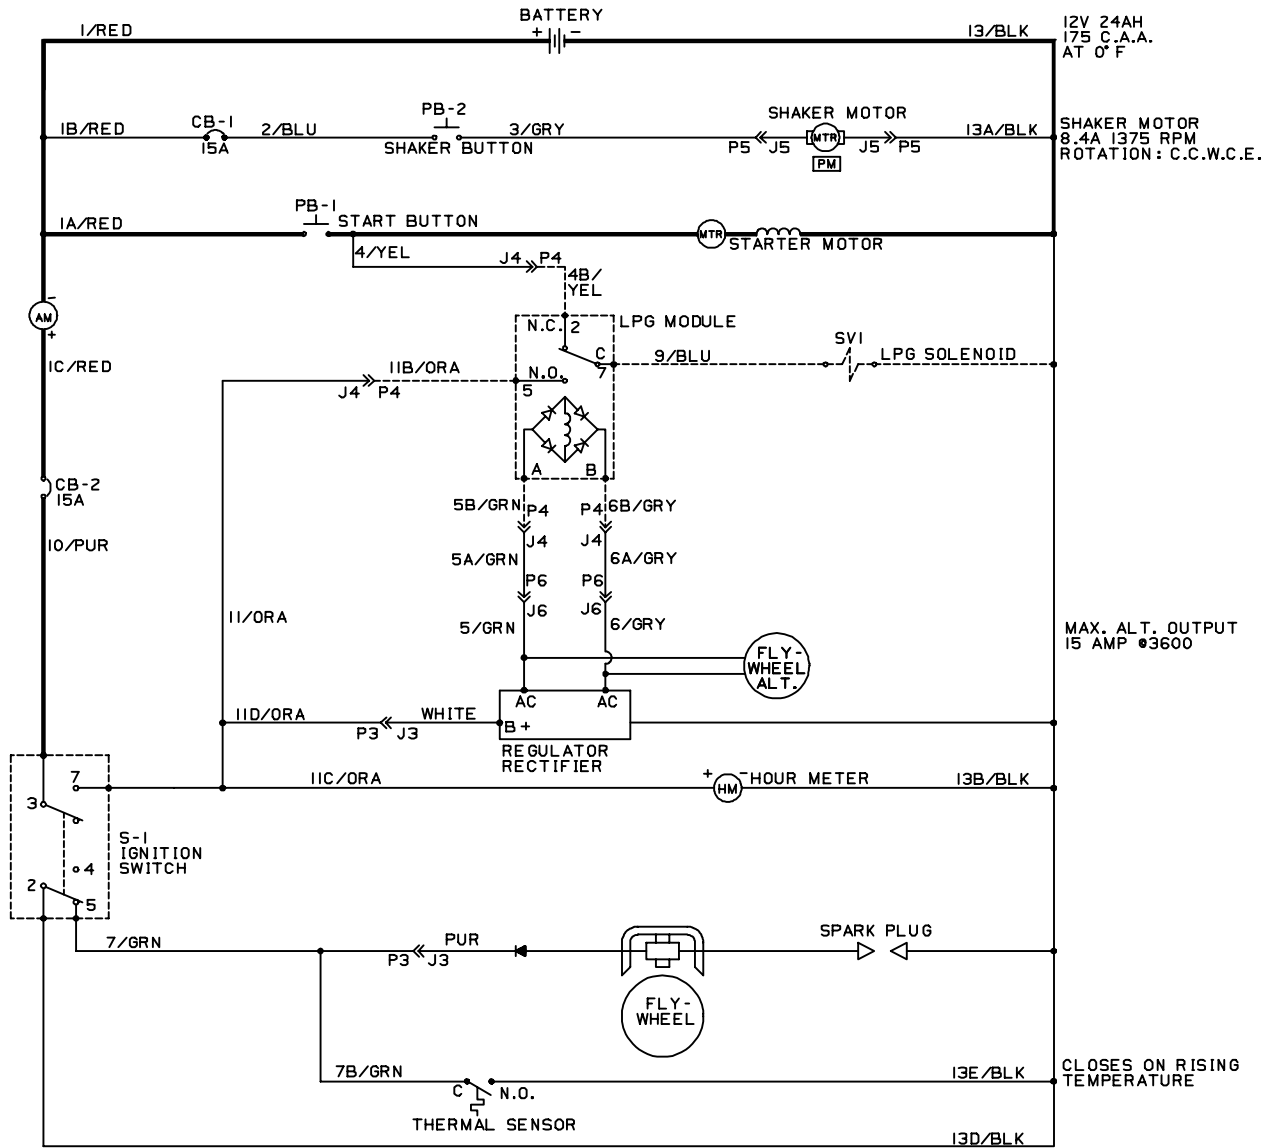 BATTERY
1/RED
+ -
13/BLK
12V 24AH
175 C.A.A.
AT 0°F
CB-1
PB-2
SHAKER MOTOR
1B/RED
2/BLU
3/GRY
MTR
13A/BLK
15A
SHAKER BUTTON
P5 J5
J5 P5
PM
SHAKER MOTOR
8.4A 1375 RPM
ROTATION: C.C.W.C.E.
PB-1
1A/RED
START BUTTON
MTR
STARTER MOTOR
4/YEL
J4 P4
4B/
YEL
-
AM
+
N.C. 2
LPG MODULE
SV1
1C/RED
11B/ORA
C
7
9/BLU
LPG SOLENOID
J4 P4
N.O.
5
A B
CB-2
15A
5B/GRN
P4
P4
6B/GRY
J4
J4
10/PUR
5A/GRN
6A/GRY
P6
P6
J6
J6
11/ORA
5/GRN
6/GRY
FLY-
WHEEL
ALT.
MAX. ALT. OUTPUT
15 AMP @3600
AC AC
11D/ORA
WHITE
B+
P3 J3
REGULATOR
RECTIFIER
7
11C/ORA
+ -
HM
HOUR METER
13B/BLK
3
S-1
IGNITION
SWITCH
4
2
5
7/GRN
PUR
P3 J3
SPARK PLUG
FLY-
WHEEL
7B/GRN
C N.O.
THERMAL SENSOR
13E/BLK
CLOSES ON RISING
TEMPERATURE
13D/BLK